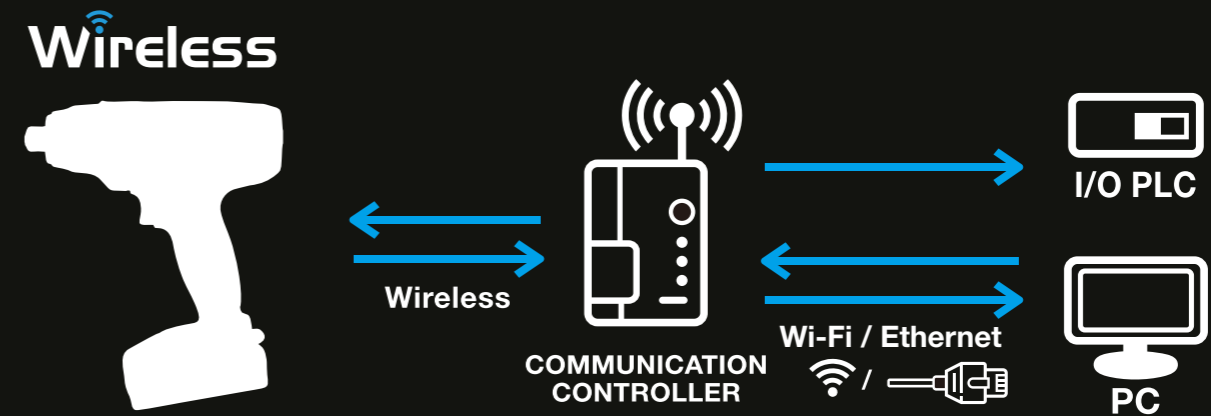 Wireless
I/O PLC
Wireless
Wi-Fi / Ethernet
/
COMMUNICATION
CONTROLLER
PC